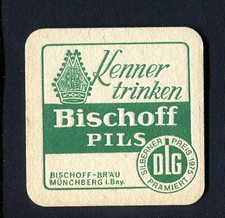 Kenner
trinken
Bischoff
PILS
BISCHOFF-BRÄU
MÜNCHBERG i. Bay.
SILBERNER PREIS 1975
DLG
PRÄMIERT